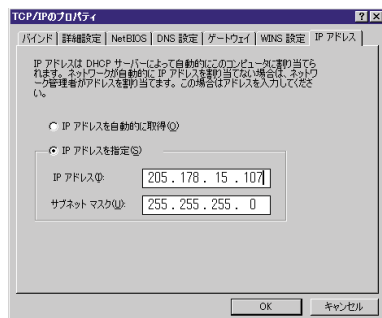 TCP/IPのプロパティ
バインド 詳細設定 NetBIOS DNS 設定 ゲートウェイ WINS 設定 IP アドレス
IP アドレスは DHCP サーバーによって自動的にこのコンピュータに割り当てら
れます。ネットワークが自動的に IP アドレスを割り当てない場合は、ネットワ
ーク管理者がアドレスを割り当てます。この場合はアドレスを入力してくださ
い。
IP アドレスを自動的に取得(O)
IP アドレスを指定(S)
IP アドレス(I): 205 . 178 . 15 . 107
サブネット マスク(U): 255 . 255 . 255 . 0
OK キャンセル